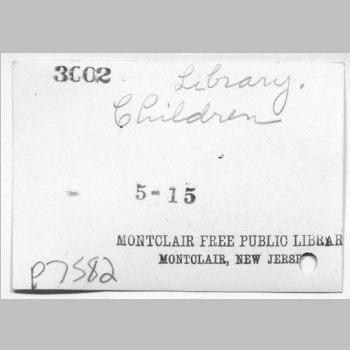 3002
Library.
Children
5-15
MONTCLAIR FREE PUBLIC LIBRAR
MONTCLAIR, NEW JERSE
p7582